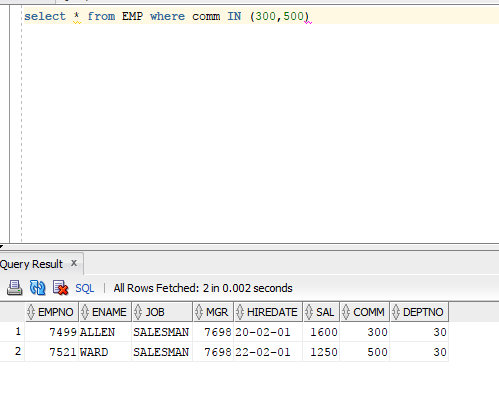 select * from EMP where comm IN (300,500)
Query Result x
SQL | All Rows Fetched: 2 in 0.002 seconds
EMPNO ENAME JOB MGR HIREDATE SAL COMM DEPTNO
1 7499 ALLEN SALESMAN 7698 20-02-01 1600 300 30
2 7521 WARD SALESMAN 7698 22-02-01 1250 500 30